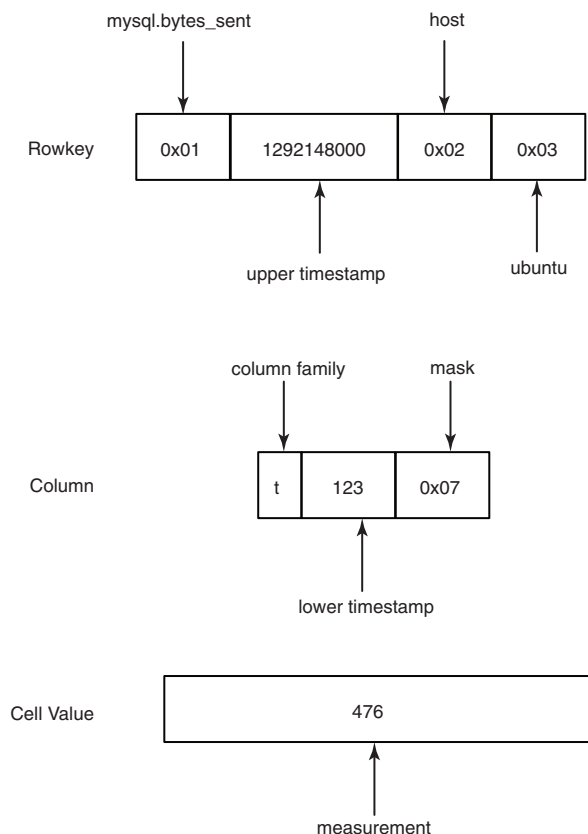 mysql.bytes_sent
host
Rowkey
0x01
1292148000
0x02
0x03
upper timestamp
ubuntu
column family
mask
Column
t
123
0x07
lower timestamp
Cell Value
476
measurement